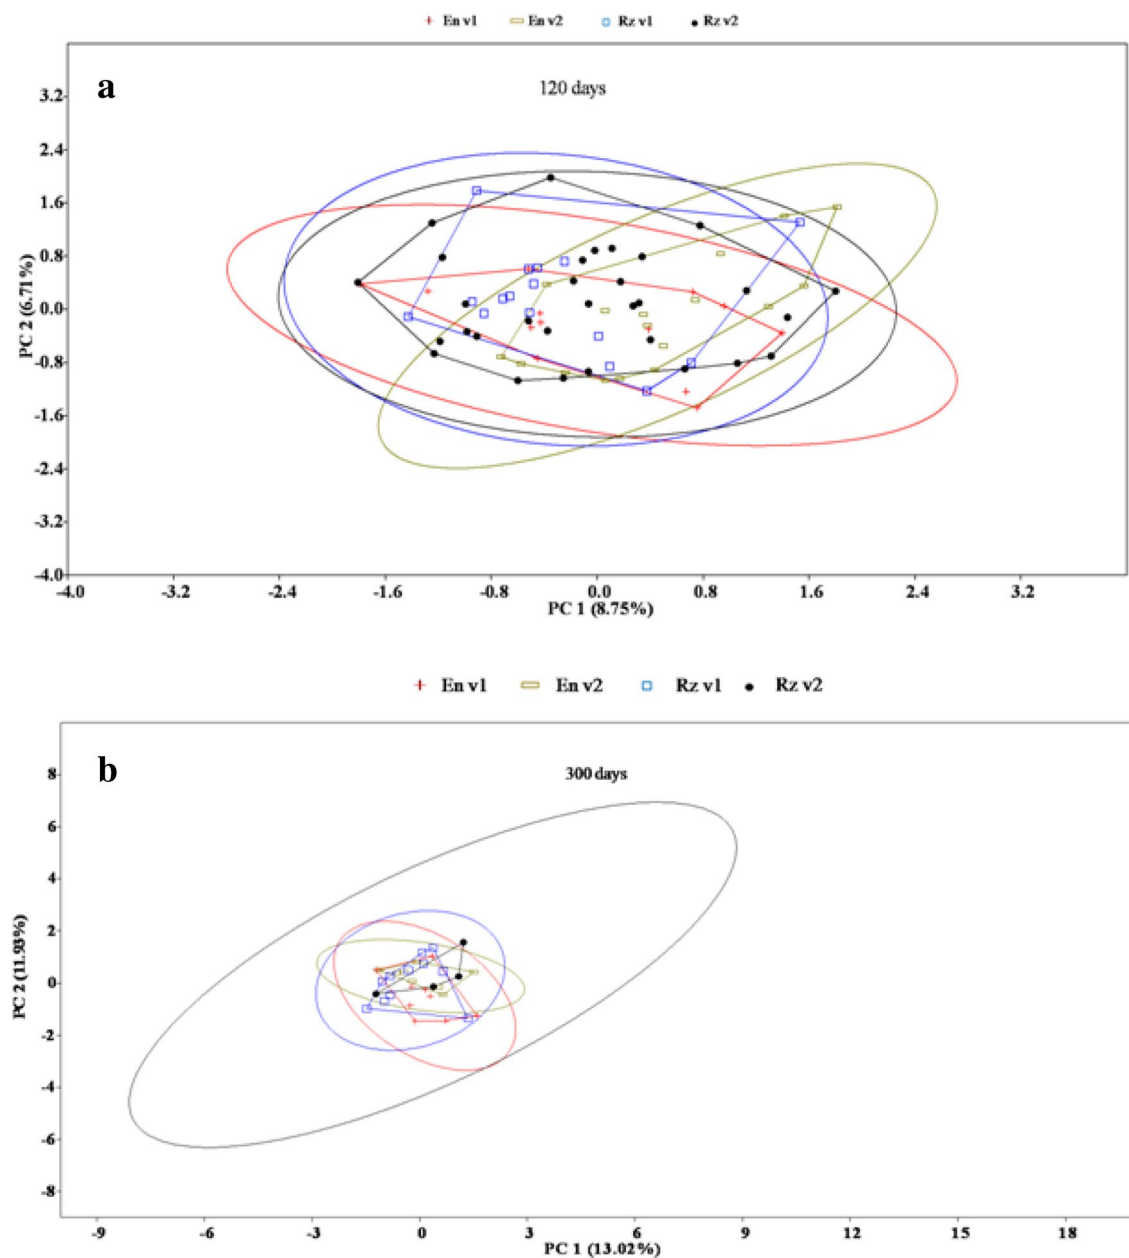 En v1 En v2 Rz v1 Rz v2
a
120 days
3.2
2.4
1.6
0.8
0.0
-0.8
-1.6
-2.4
-3.2
-4.0
PC 2 (6.71%)
-4.0 -3.2 -2.4 -1.6 -0.8 0.0 0.8 1.6 2.4 3.2
PC 1 (8.75%)
En v1 En v2 Rz v1 Rz v2
b
300 days
8
6
4
2
0
-2
-4
-6
-8
PC 2 (11.93%)
-9 -6 -3 0 3 6 9 12 15 18
PC 1 (13.02%)